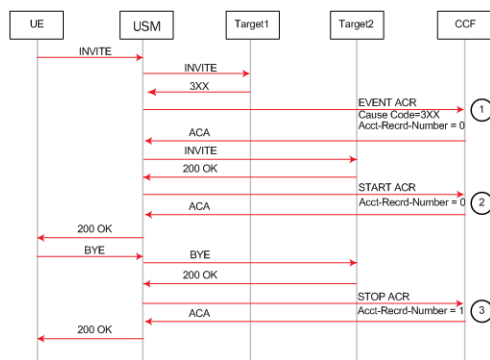 UE
USM
Target1
Target2
CCF
INVITE
INVITE
3XX
EVENT ACR
Cause Code=3XX
Acct-Recrd-Number = 0
1
ACA
INVITE
200 OK
START ACR
Acct-Recrd-Number = 0
2
ACA
200 OK
BYE
BYE
200 OK
STOP ACR
Acct-Recrd-Number = 1
3
ACA
200 OK